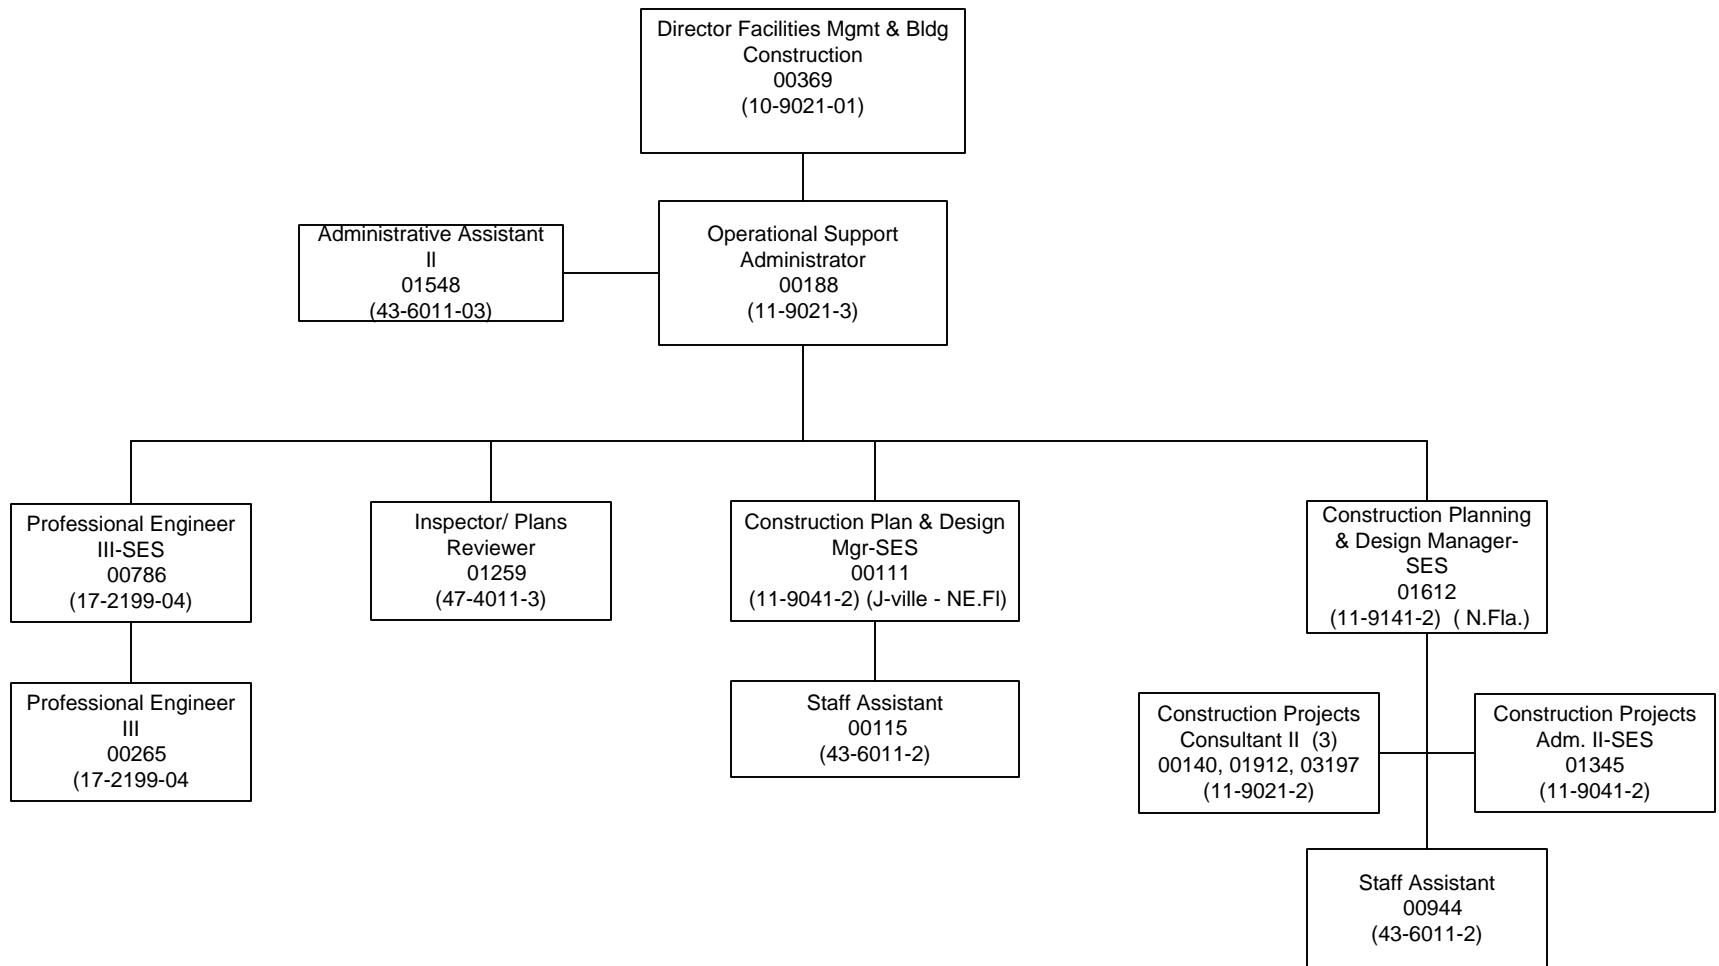 Director Facilities Mgmt & Bldg
Construction
00369
(10-9021-01)
Administrative Assistant
II
01548
(43-6011-03)
Operational Support
Administrator
00188
(11-9021-3)
Professional Engineer
III-SES
00786
(17-2199-04)
Inspector/ Plans
Reviewer
01259
(47-4011-3)
Construction Plan & Design
Mgr-SES
00111
(11-9041-2) (J-ville - NE.Fl)
Construction Planning
& Design Manager-
SES
01612
(11-9141-2)  ( N.Fla.)
Professional Engineer
III
00265
(17-2199-04
Staff Assistant
00115
(43-6011-2)
Construction Projects
Consultant II  (3)
00140, 01912, 03197
(11-9021-2)
Construction Projects
Adm. II-SES
01345
(11-9041-2)
Staff Assistant
00944
(43-6011-2)